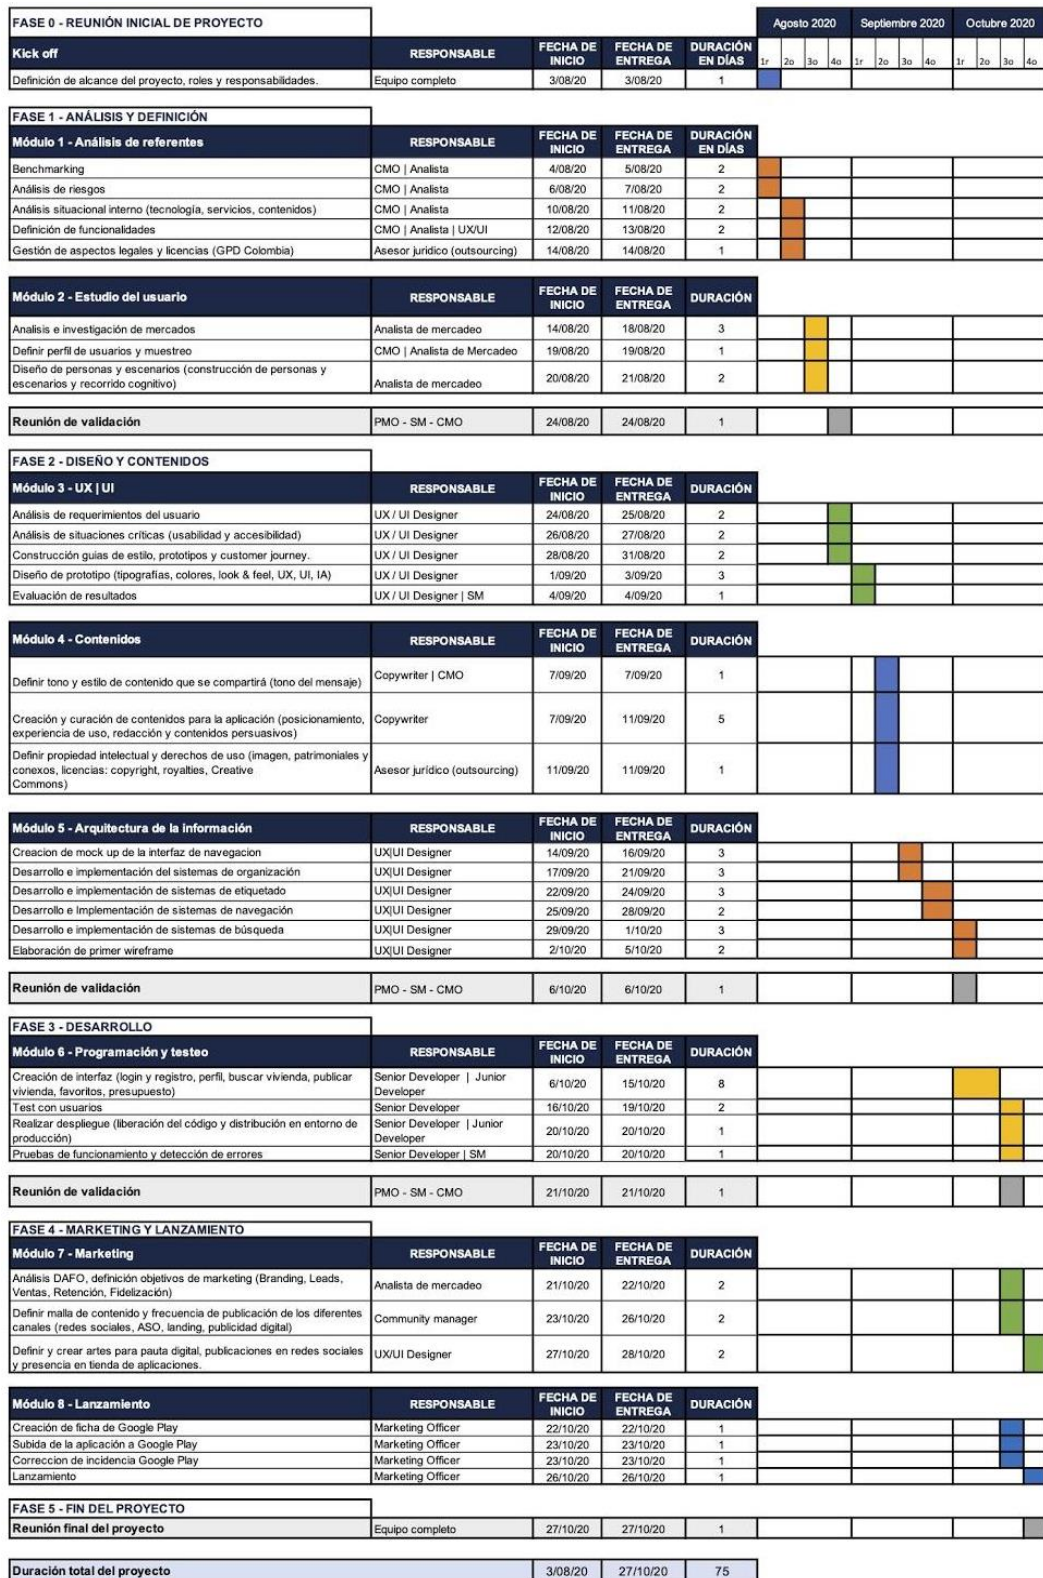 FASE 0 - REUNIÓN INICIAL DE PROYECTO Agosto 2020 Septiembre 2020 Octubre 2020
Kick off RESPONSABLE FECHA DE INICIO FECHA DE ENTREGA DURACIÓN EN DÍAS 1r 2o 3o 4o 1r 2o 3o 4o 1r 2o 3o 4o
Definición de alcance del proyecto, roles y responsabilidades. Equipo completo 3/08/20 3/08/20 1
FASE 1 - ANÁLISIS Y DEFINICIÓN
Módulo 1 - Análisis de referentes RESPONSABLE FECHA DE INICIO FECHA DE ENTREGA DURACIÓN EN DÍAS
Benchmarking CMO | Analista 4/08/20 5/08/20 2
Análisis de riesgos CMO | Analista 6/08/20 7/08/20 2
Análisis situacional interno (tecnología, servicios, contenidos) CMO | Analista 10/08/20 11/08/20 2
Definición de funcionalidades CMO | Analista | UX/UI 12/08/20 13/08/20 2
Gestión de aspectos legales y licencias (GPD Colombia) Asesor juridico (outsourcing) 14/08/20 14/08/20 1
Módulo 2 - Estudio del usuario RESPONSABLE FECHA DE INICIO FECHA DE ENTREGA DURACIÓN
Analisis e investigación de mercados Analista de mercadeo 14/08/20 18/08/20 3
Definir perfil de usuarios y muestreo CMO | Analista de Mercadeo 19/08/20 19/08/20 1
Diseño de personas y escenarios (construcción de personas y
escenarios y recorrido cognitivo) Analista de mercadeo 20/08/20 21/08/20 2
Reunión de validación PMO - SM - CMO 24/08/20 24/08/20 1
FASE 2 - DISEÑO Y CONTENIDOS
Módulo 3 - UX | UI RESPONSABLE FECHA DE INICIO FECHA DE ENTREGA DURACIÓN
Análisis de requerimientos del usuario UX / UI Designer 24/08/20 25/08/20 2
Análisis de situaciones críticas (usabilidad y accesibilidad) UX / UI Designer 26/08/20 27/08/20 2
Construcción guias de estilo, prototipos y customer journey. UX / UI Designer 28/08/20 31/08/20 2
Diseño de prototipo (tipografías, colores, look & feel, UX, UI, IA) UX / UI Designer 1/09/20 3/09/20 3
Evaluación de resultados UX / UI Designer | SM 4/09/20 4/09/20 1
Módulo 4 - Contenidos RESPONSABLE FECHA DE INICIO FECHA DE ENTREGA DURACIÓN
Definir tono y estilo de contenido que se compartirá (tono del mensaje) Copywriter | CMO 7/09/20 7/09/20 1
Creación y curación de contenidos para la aplicación (posicionamiento,
experiencia de uso, redacción y contenidos persuasivos) Copywriter 7/09/20 11/09/20 5
Definir propiedad intelectual y derechos de uso (imagen, patrimoniales y
conexos, licencias: copyright, royalties, Creative
Commons) Asesor jurídico (outsourcing) 11/09/20 11/09/20 1
Módulo 5 - Arquitectura de la información RESPONSABLE FECHA DE INICIO FECHA DE ENTREGA DURACIÓN
Creacion de mock up de la interfaz de navegacion UX|UI Designer 14/09/20 16/09/20 3
Desarrollo e implementación del sistemas de organización UX|UI Designer 17/09/20 21/09/20 3
Desarrollo e implementación de sistemas de etiquetado UX|UI Designer 22/09/20 24/09/20 3
Desarrollo e Implementación de sistemas de navegación UX|UI Designer 25/09/20 28/09/20 2
Desarrollo e implementación de sistemas de búsqueda UX|UI Designer 29/09/20 1/10/20 3
Elaboración de primer wireframe UX|UI Designer 2/10/20 5/10/20 2
Reunión de validación PMO - SM - CMO 6/10/20 6/10/20 1
FASE 3 - DESARROLLO
Módulo 6 - Programación y testeo RESPONSABLE FECHA DE INICIO FECHA DE ENTREGA DURACIÓN
Creación de interfaz (login y registro, perfil, buscar vivienda, publicar
vivienda, favoritos, presupuesto) Senior Developer | Junior Developer 6/10/20 15/10/20 8
Test con usuarios Senior Developer 16/10/20 19/10/20 2
Realizar despliegue (liberación del código y distribución en entorno de
producción) Senior Developer | Junior Developer 20/10/20 20/10/20 1
Pruebas de funcionamiento y detección de errores Senior Developer | SM 20/10/20 20/10/20 1
Reunión de validación PMO - SM - CMO 21/10/20 21/10/20 1
FASE 4 - MARKETING Y LANZAMIENTO
Módulo 7 - Marketing RESPONSABLE FECHA DE INICIO FECHA DE ENTREGA DURACIÓN
Análisis DAFO, definición objetivos de marketing (Branding, Leads,
Ventas, Retención, Fidelización) Analista de mercadeo 21/10/20 22/10/20 2
Definir malla de contenido y frecuencia de publicación de los diferentes
canales (redes sociales, ASO, landing, publicidad digital) Community manager 23/10/20 26/10/20 2
Definir y crear artes para pauta digital, publicaciones en redes sociales
y presencia en tienda de aplicaciones. UX/UI Designer 27/10/20 28/10/20 2
Módulo 8 - Lanzamiento RESPONSABLE FECHA DE INICIO FECHA DE ENTREGA DURACIÓN
Creación de ficha de Google Play Marketing Officer 22/10/20 22/10/20 1
Subida de la aplicación a Google Play Marketing Officer 23/10/20 23/10/20 1
Correccion de incidencia Google Play Marketing Officer 23/10/20 23/10/20 1
Lanzamiento Marketing Officer 26/10/20 26/10/20 1
FASE 5 - FIN DEL PROYECTO
Reunión final del proyecto Equipo completo 27/10/20 27/10/20 1
Duración total del proyecto 3/08/20 27/10/20 75